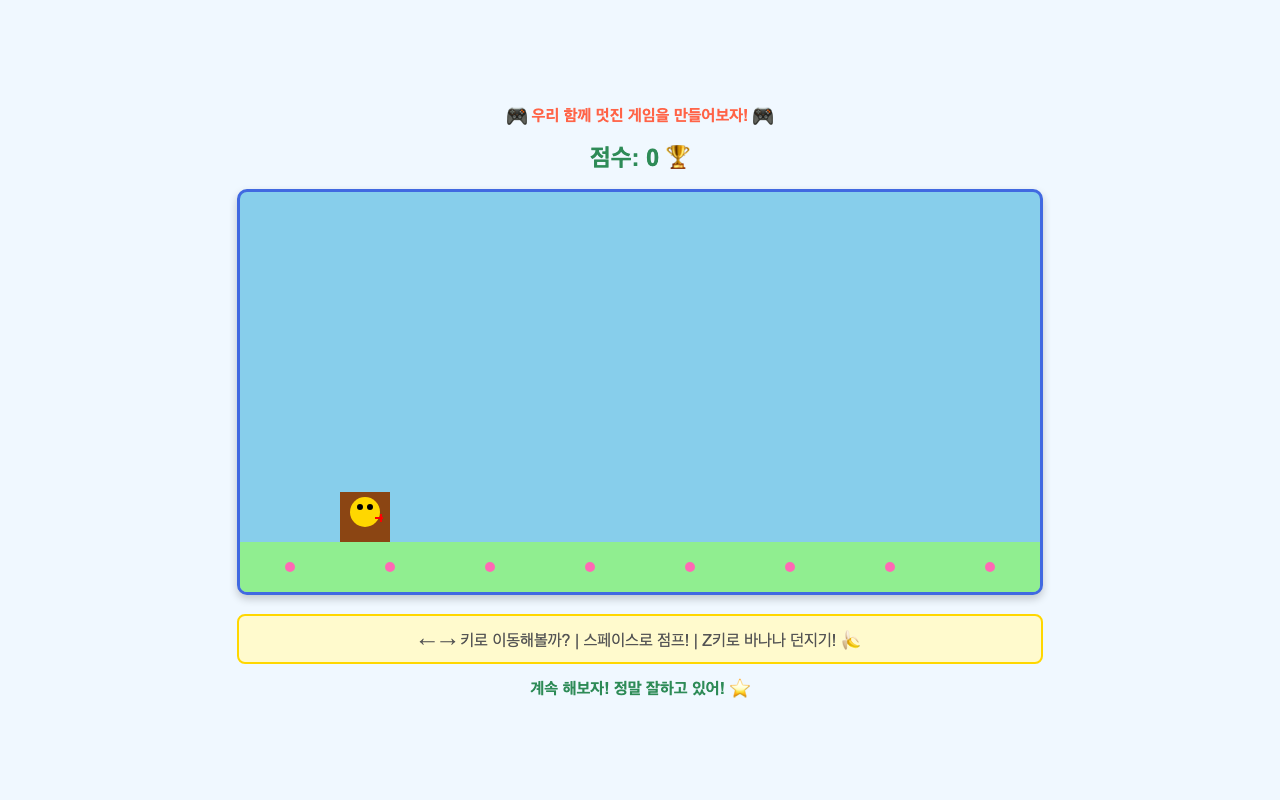 🎮 우리 함께 멋진 게임을 만들어보자! 🎮
점수: 0 🏆
←→ 키로 이동해볼까? | 스페이스로 점프! | Z키로 바나나 던지기! 🍌
계속 해보자! 정말 잘하고 있어! ⭐